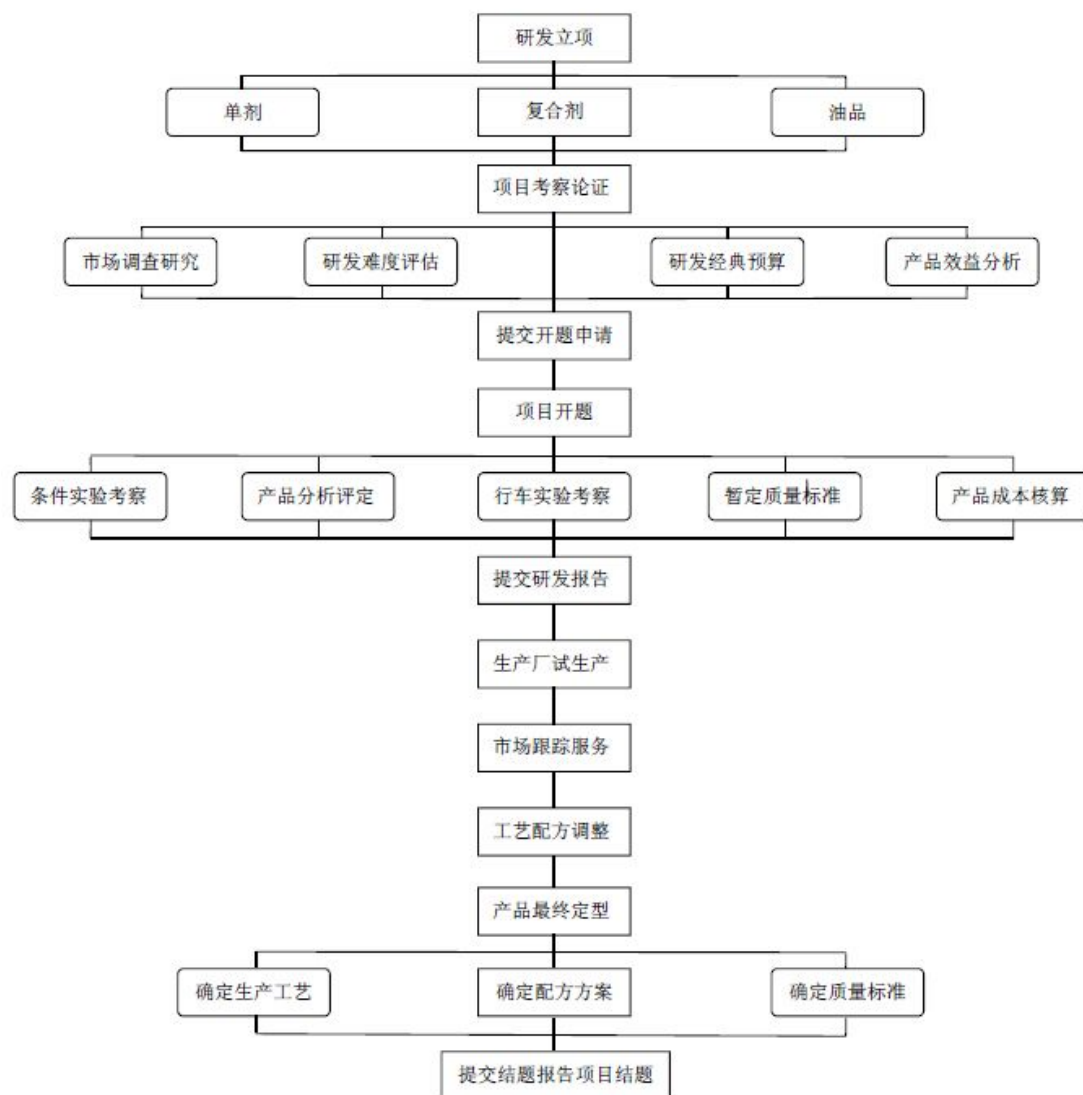 研发立项
单剂
复合剂
油品
项目考察论证
市场调查研究
研发难度评估
研发经典预算
产品效益分析
提交开题申请
项目开题
条件实验考察
产品分析评定
行车实验考察
暂定质量标准
产品成本核算
提交研发报告
生产厂试生产
市场跟踪服务
工艺配方调整
产品最终定型
确定生产工艺
确定配方方案
确定质量标准
提交结题报告项目结题